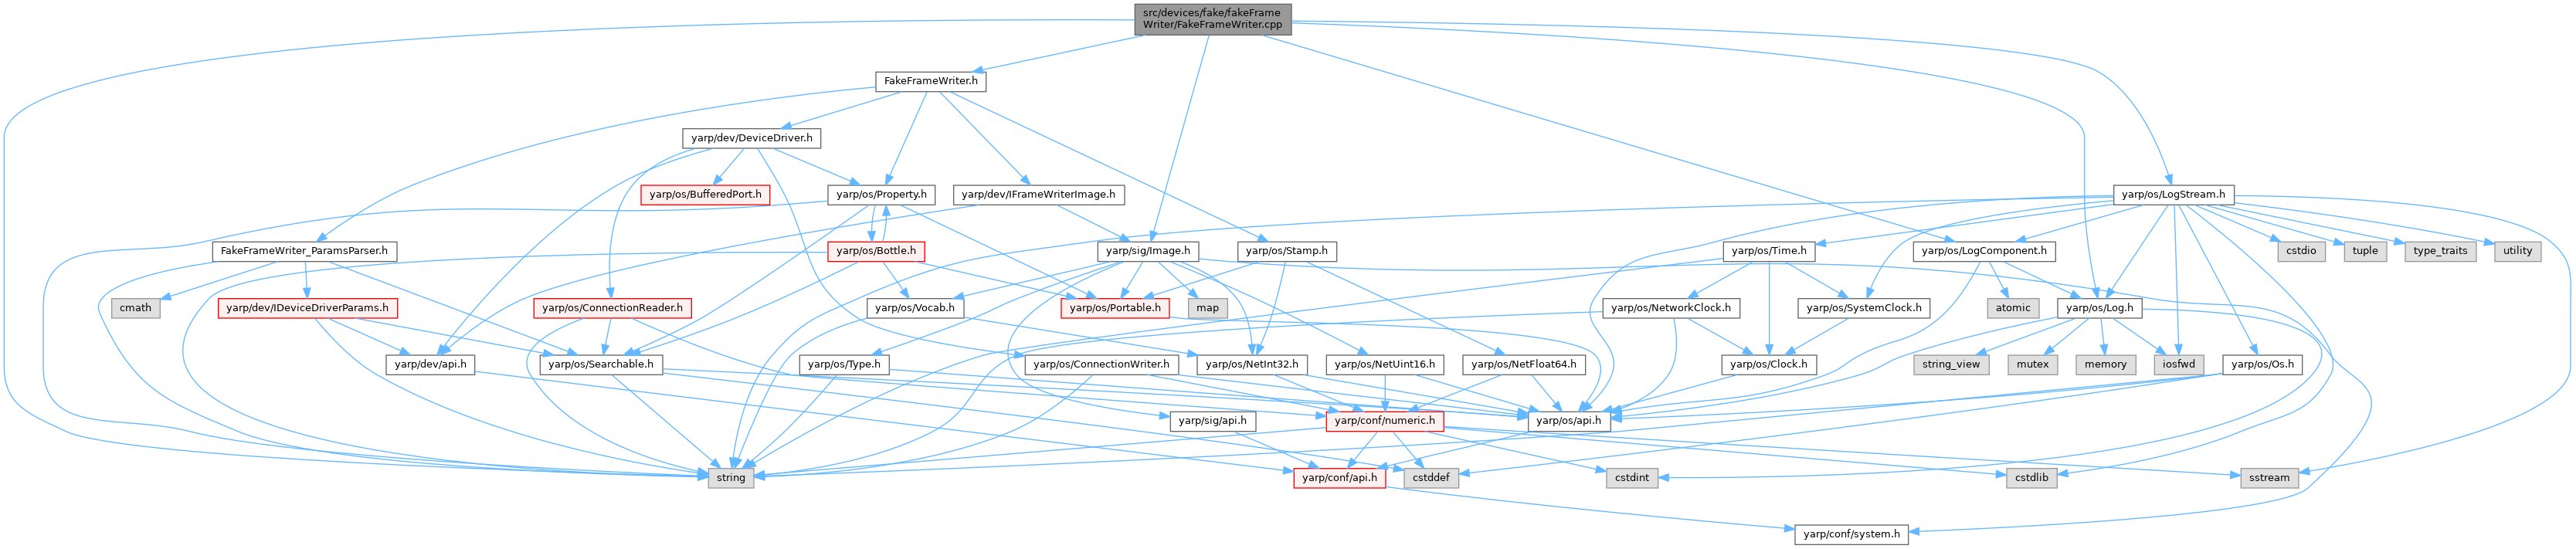 src/devices/fake/fakeFrame
Writer/FakeFrameWriter.cpp
FakeFrameWriter.h
yarp/dev/DeviceDriver.h
yarp/os/BufferedPort.h
yarp/os/Property.h
yarp/dev/IFrameWriterImage.h
yarp/os/LogStream.h
FakeFrameWriter_ParamsParser.h
yarp/os/Bottle.h
yarp/sig/Image.h
yarp/os/Stamp.h
yarp/os/Time.h
yarp/os/LogComponent.h
cstdio
tuple
type_traits
utility
cmath
yarp/dev/IDeviceDriverParams.h
yarp/os/ConnectionReader.h
yarp/os/Vocab.h
yarp/os/Portable.h
map
yarp/os/NetworkClock.h
yarp/os/SystemClock.h
atomic
yarp/os/Log.h
yarp/dev/api.h
yarp/os/Searchable.h
yarp/os/Type.h
yarp/os/ConnectionWriter.h
yarp/os/NetInt32.h
yarp/os/NetUint16.h
yarp/os/NetFloat64.h
yarp/os/Clock.h
string_view
mutex
memory
iosfwd
yarp/os/Os.h
yarp/sig/api.h
yarp/conf/numeric.h
yarp/os/api.h
string
yarp/conf/api.h
cstddef
cstdint
cstdlib
sstream
yarp/conf/system.h